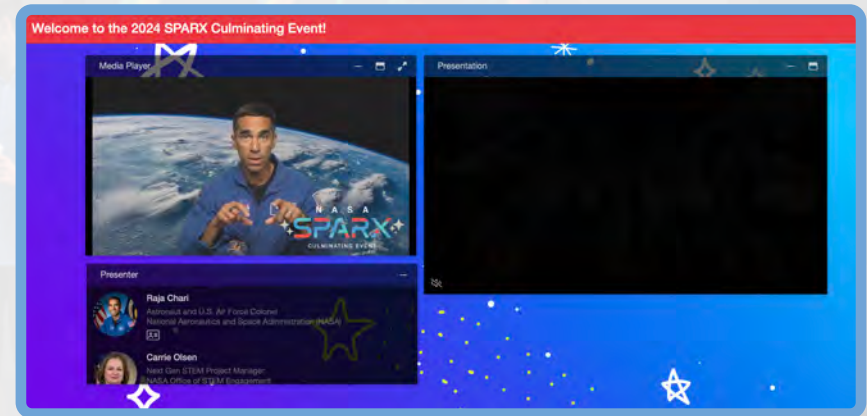 Welcome to the 2024 SPARX Culminating Event!
Media Player
Presentation
NASA
SPARX
CULMINATING EVENT
Presenter
Raja Chari
Astronaut and U.S. Air Force Colonel
National Aeronautics and Space Administration (NASA)
Carrie Olsen
Next Gen STEM Project Manager
NASA Office of STEM Engagement